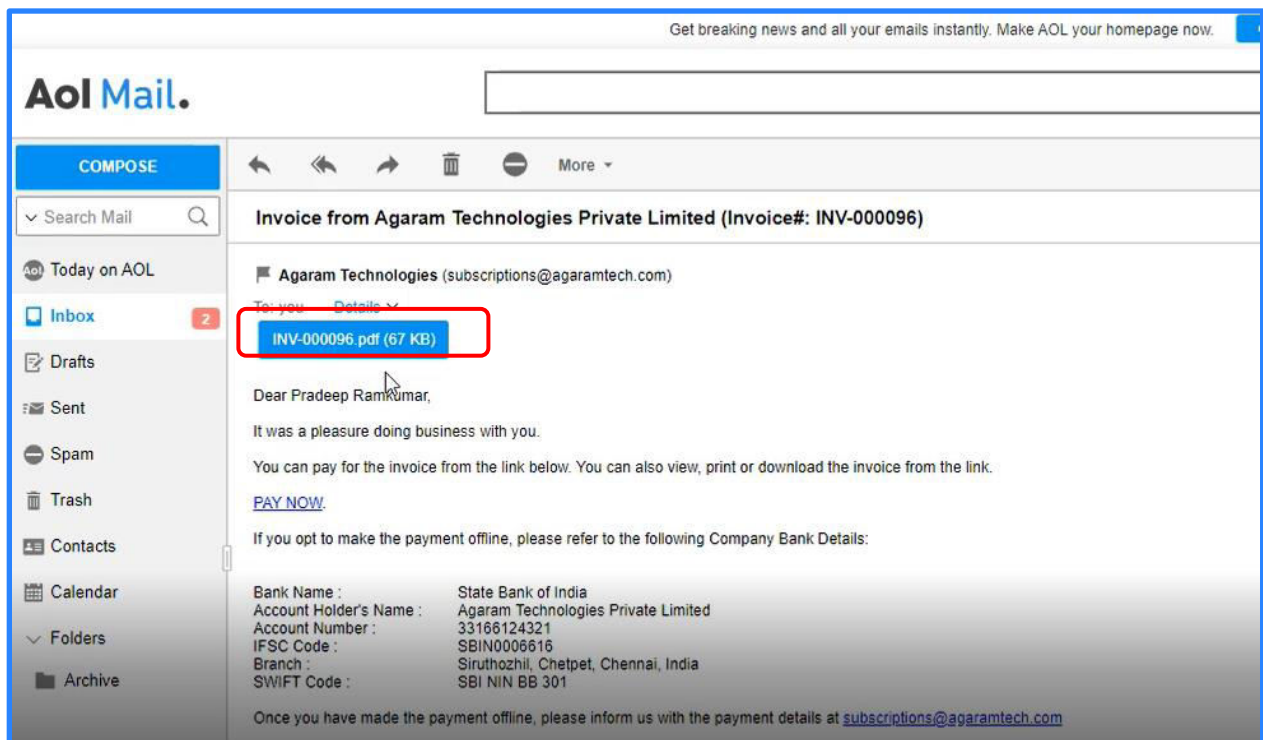 Get breaking news and all your emails instantly. Make AOL your homepage now.
Aol Mail.
COMPOSE
More
Search Mail
Invoice from Agaram Technologies Private Limited (Invoice#: INV-000096)
Today on AOL
Agaram Technologies (subscriptions@agaramtech.com)
To: you Details
Inbox 2
INV-000096.pdf (67 KB)
Drafts
Dear Pradeep Ramkumar,
Sent
It was a pleasure doing business with you.
Spam
You can pay for the invoice from the link below. You can also view, print or download the invoice from the link.
Trash
PAY NOW.
Contacts
If you opt to make the payment offline, please refer to the following Company Bank Details:
Calendar
Bank Name : State Bank of India
Account Holder's Name : Agaram Technologies Private Limited
Account Number : 33166124321
Folders
IFSC Code : SBIN0006616
Branch : Siruthozhil, Chetpet, Chennai, India
Archive
SWIFT Code : SBI NIN BB 301
Once you have made the payment offline, please inform us with the payment details at subscriptions@agaramtech.com